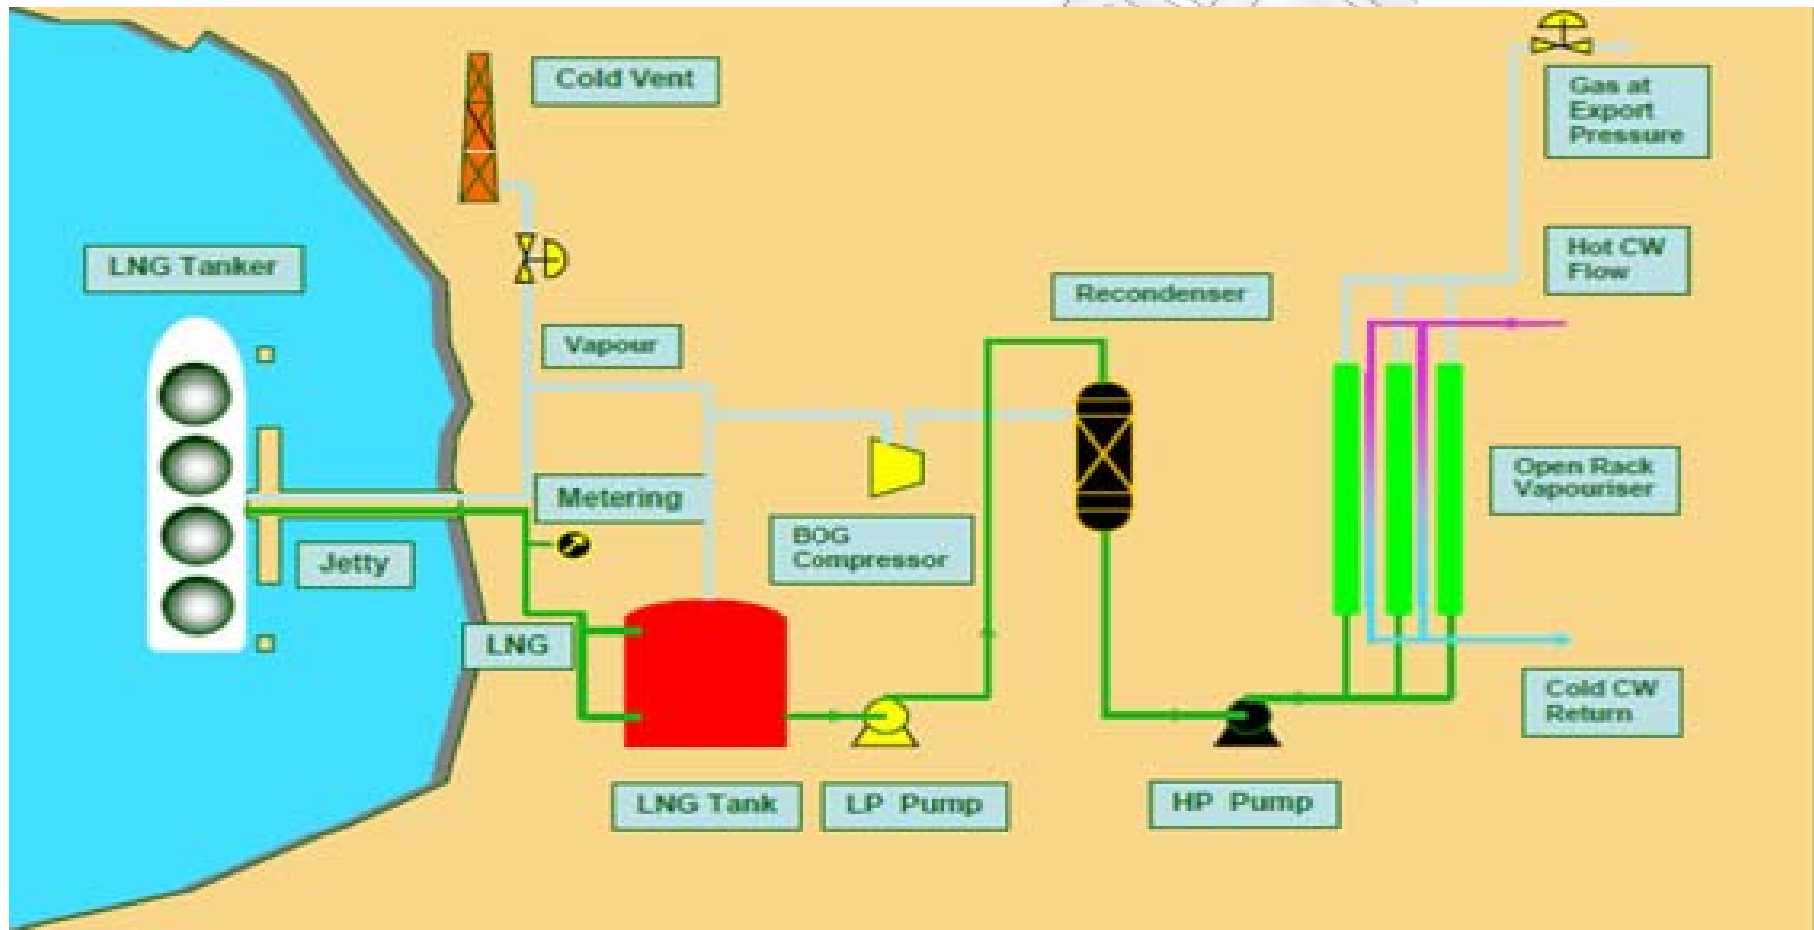 Cold Vent
Gas at
Export
Pressure
LNG Tanker
Hot CW
Flow
Recondenser
Vapour
Open Rack
Vapouriser
Metering
BOG
Compressor
Jetty
LNG
Cold CW
Return
LNG Tank
LP Pump
HP Pump